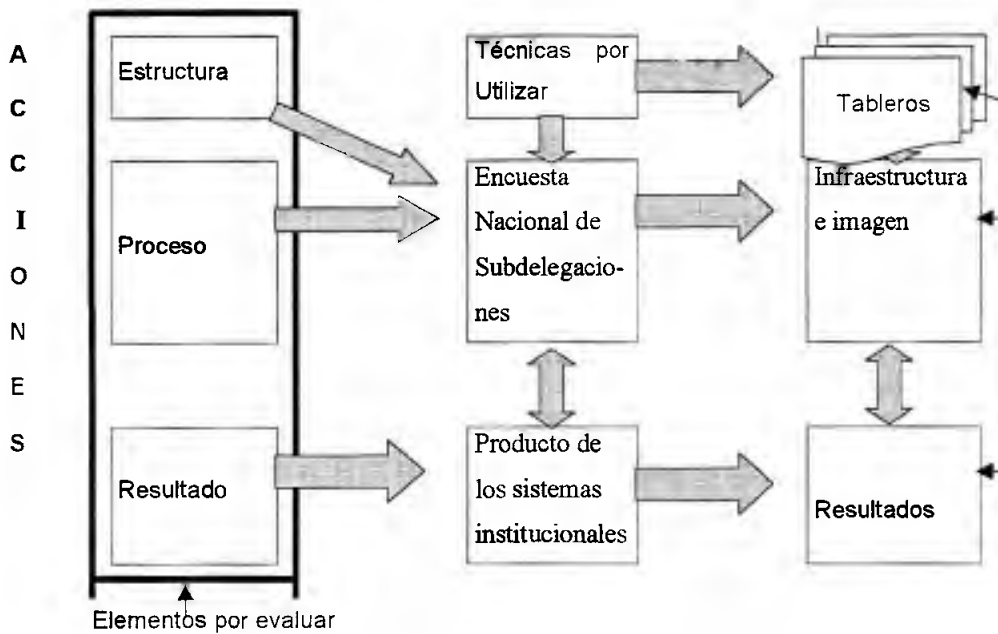 A
C
C
I
O
N
E
S
Estructura
Proceso
Resultado
Elementos por evaluar
Técnicas por
Utilizar
Encuesta
Nacional de
Subdelegacio-
nes
Producto de
los sistemas
institucionales
Tableros
Infraestructura
e imagen
Resultados